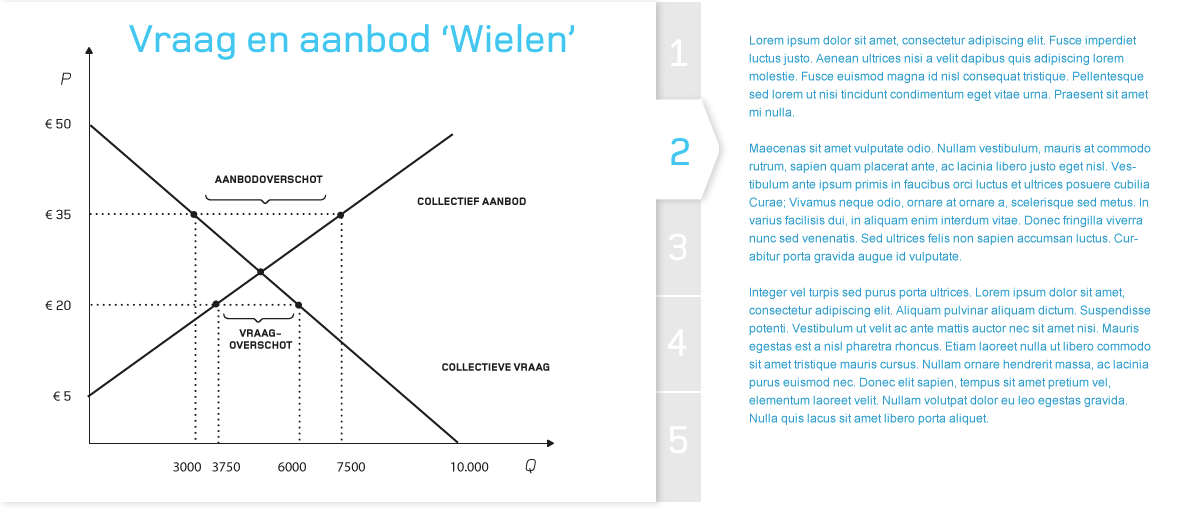 Vraag en aanbod ‘Wielen’
P
€ 50
AANBODOVERSCHOT
COLLECTIEF AANBOD
€ 35
€ 20
VRAAG-
OVERSCHOT
COLLECTIEVE VRAAG
€ 5
3000 3750 6000 7500 10.000 Q
1
2
3
4
5
Lorem ipsum dolor sit amet, consectetur adipiscing elit. Fusce imperdiet
luctus justo. Aenean ultrices nisi a velit dapibus quis adipiscing lorem
molestie. Fusce euismod magna id nisl consequat tristique. Pellentesque
sed lorem ut nisi tincidunt condimentum eget vitae urna. Praesent sit amet
mi nulla.
Maecenas sit amet vulputate odio. Nullam vestibulum, mauris at commodo
rutrum, sapien quam placerat ante, ac lacinia libero justo eget nisl. Ves-
tibulum ante ipsum primis in faucibus orci luctus et ultrices posuere cubilia
Curae; Vivamus neque odio, ornare at ornare a, scelerisque sed metus. In
varius facilisis dui, in aliquam enim interdum vitae. Donec fringilla viverra
nunc sed venenatis. Sed ultrices felis non sapien accumsan luctus. Cur-
abitur porta gravida augue id vulputate.
Integer vel turpis sed purus porta ultrices. Lorem ipsum dolor sit amet,
consectetur adipiscing elit. Aliquam pulvinar aliquam dictum. Suspendisse
potenti. Vestibulum ut velit ac ante mattis auctor nec sit amet nisi. Mauris
egestas est a nisl pharetra rhoncus. Etiam laoreet nulla ut libero commodo
sit amet tristique mauris cursus. Nullam ornare hendrerit massa, ac lacinia
purus euismod nec. Donec elit sapien, tempus sit amet pretium vel,
elementum laoreet velit. Nullam volutpat dolor eu leo egestas gravida.
Nulla quis lacus sit amet libero porta aliquet.